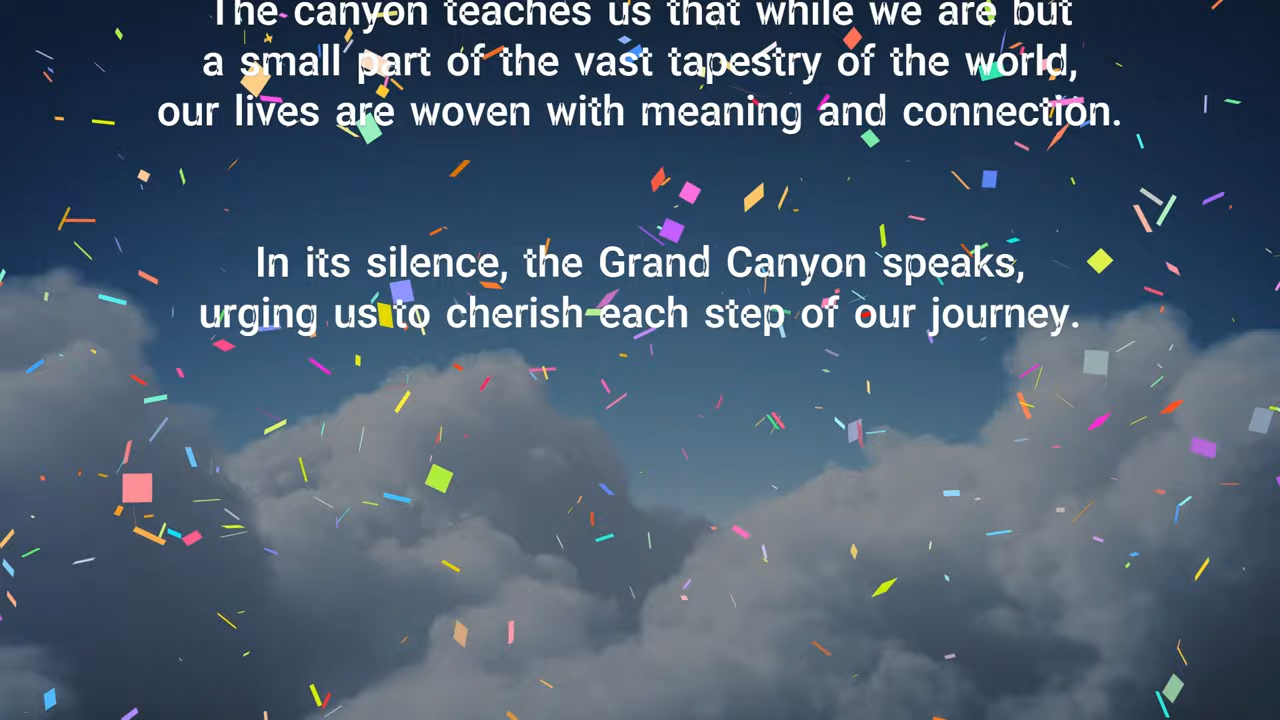 The canyon teaches us that while we are but
a small part of the vast tapestry of the world,
our lives are woven with meaning and connection.
In its silence, the Grand Canyon speaks,
urging us to cherish each step of our journey.